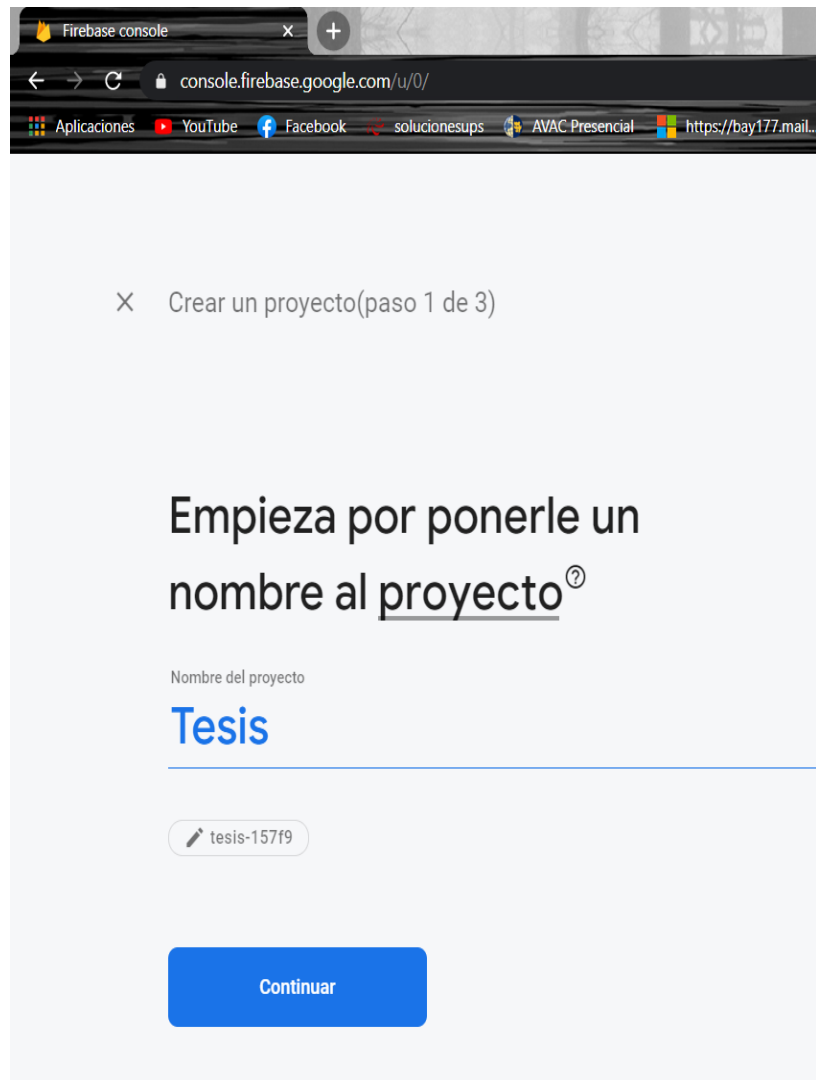 Firebase console
console.firebase.google.com/u/0/
Aplicaciones YouTube Facebook solucionesups AVAC Presencial https://bay177.mail...
Crear un proyecto(paso 1 de 3)
Empieza por ponerle un
nombre al proyecto
Nombre del proyecto
Tesis
tesis-157f9
Continuar